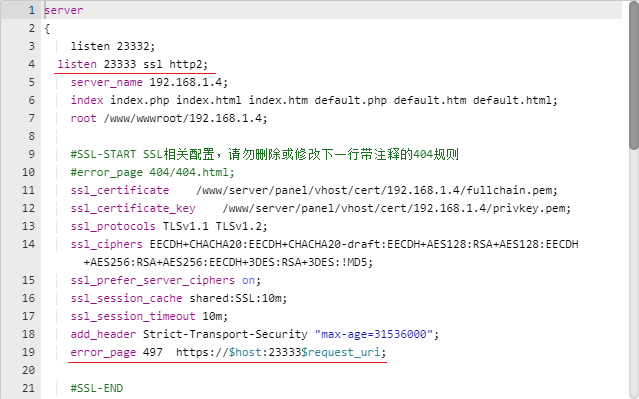 1 server
2 {
3 listen 23332;
4 listen 23333 ssl http2;
5 server_name 192.168.1.4;
6 index index.php index.html index.htm default.php default.htm default.html;
7 root /www/wwwroot/192.168.1.4;
8
9 #SSL-START SSL相关配置，请勿删除或修改下一行带注释的404规则
10 #error_page 404/404.html;
11 ssl_certificate    /www/server/panel/vhost/cert/192.168.1.4/fullchain.pem;
12 ssl_certificate_key    /www/server/panel/vhost/cert/192.168.1.4/privkey.pem;
13 ssl_protocols TLSv1.1 TLSv1.2;
14 ssl_ciphers EECDH+CHACHA20:EECDH+CHACHA20-draft:EECDH+AES128:RSA+AES128:EECDH
+AES256:RSA+AES256:EECDH+3DES:RSA+3DES:!MD5;
15 ssl_prefer_server_ciphers on;
16 ssl_session_cache shared:SSL:10m;
17 ssl_session_timeout 10m;
18 add_header Strict-Transport-Security "max-age=31536000";
19 error_page 497  https://$host:23333$request_uri;
20
21 #SSL-END